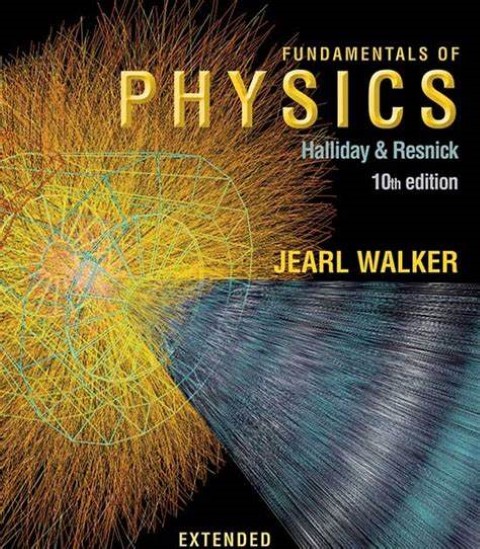 FUNDAMENTALS OF
PHYSICS
Halliday & Resnick
10th edition
JEARL WALKER
EXTENDED